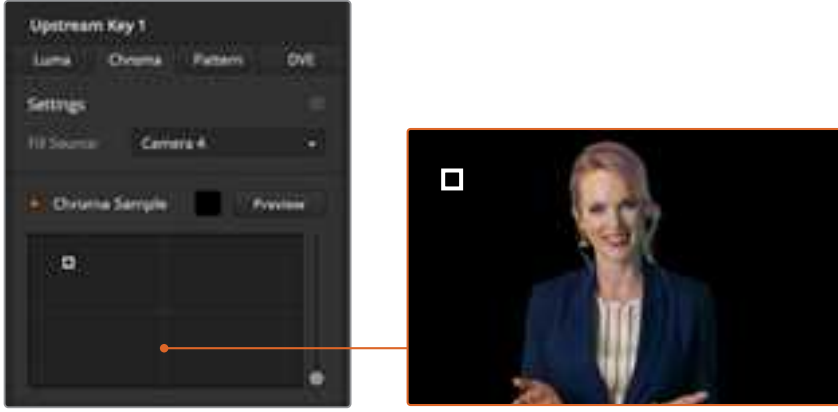 Upstream Key 1
Luma Chroma Pattern DVE
Settings
Fill Source: Camera 4
Chroma Sample Preview